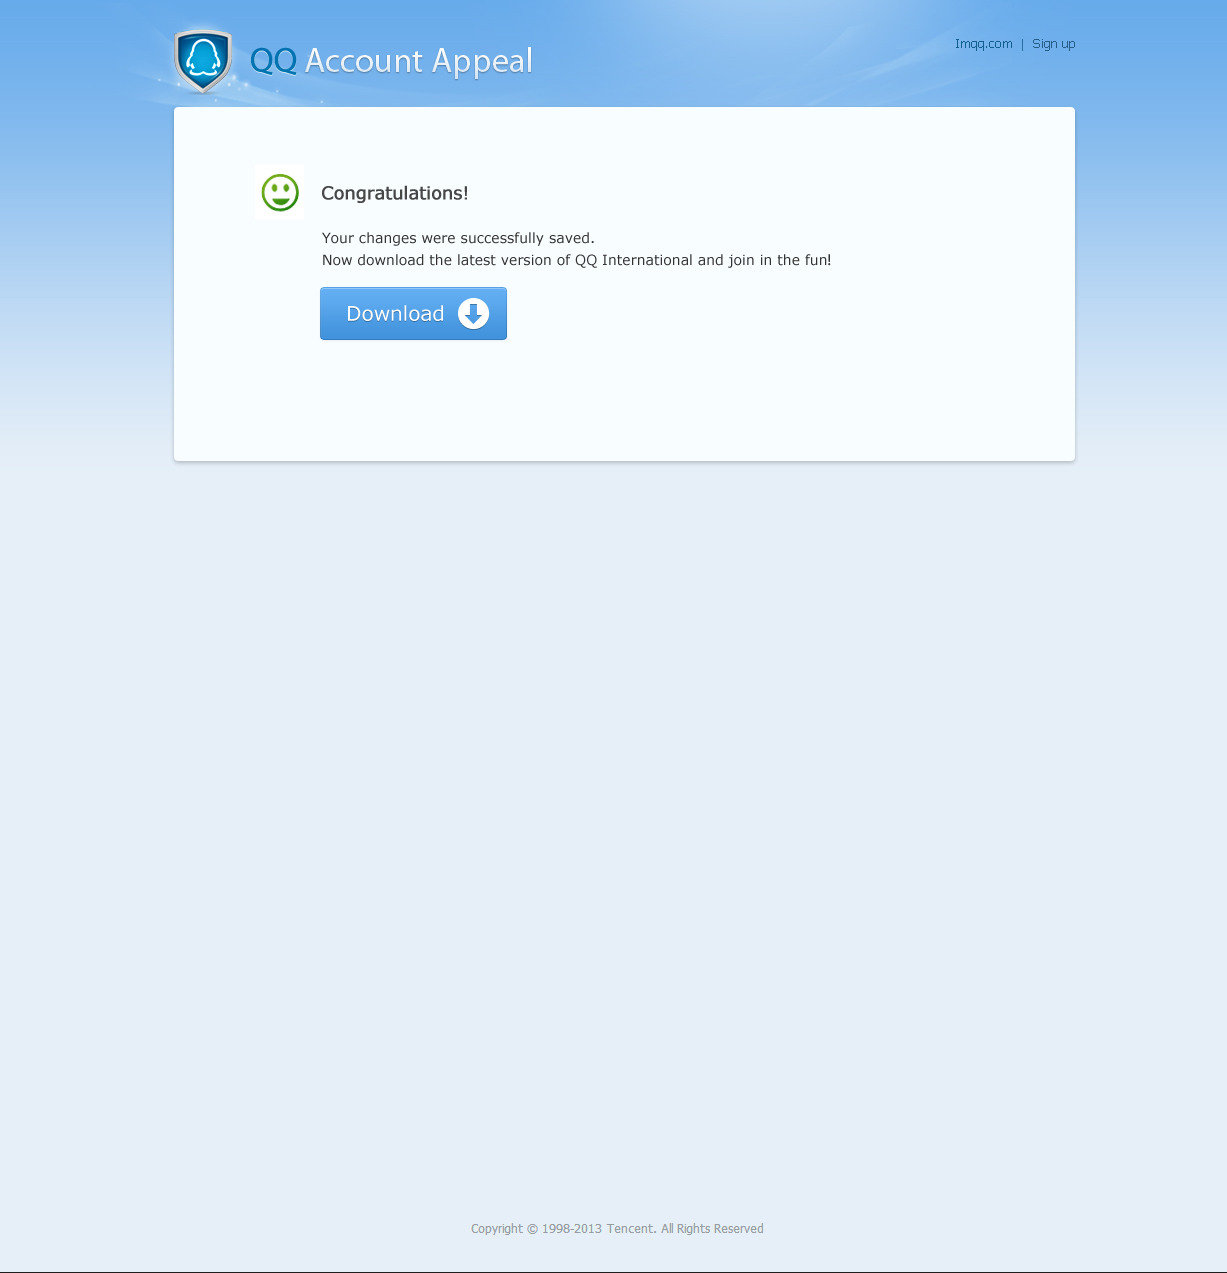 QQ Account Appeal
Imqq.com | Sign up
Congratulations!
Your changes were successfully saved.
Now download the latest version of QQ International and join in the fun!
Download
Copyright © 1998-2013 Tencent. All Rights Reserved